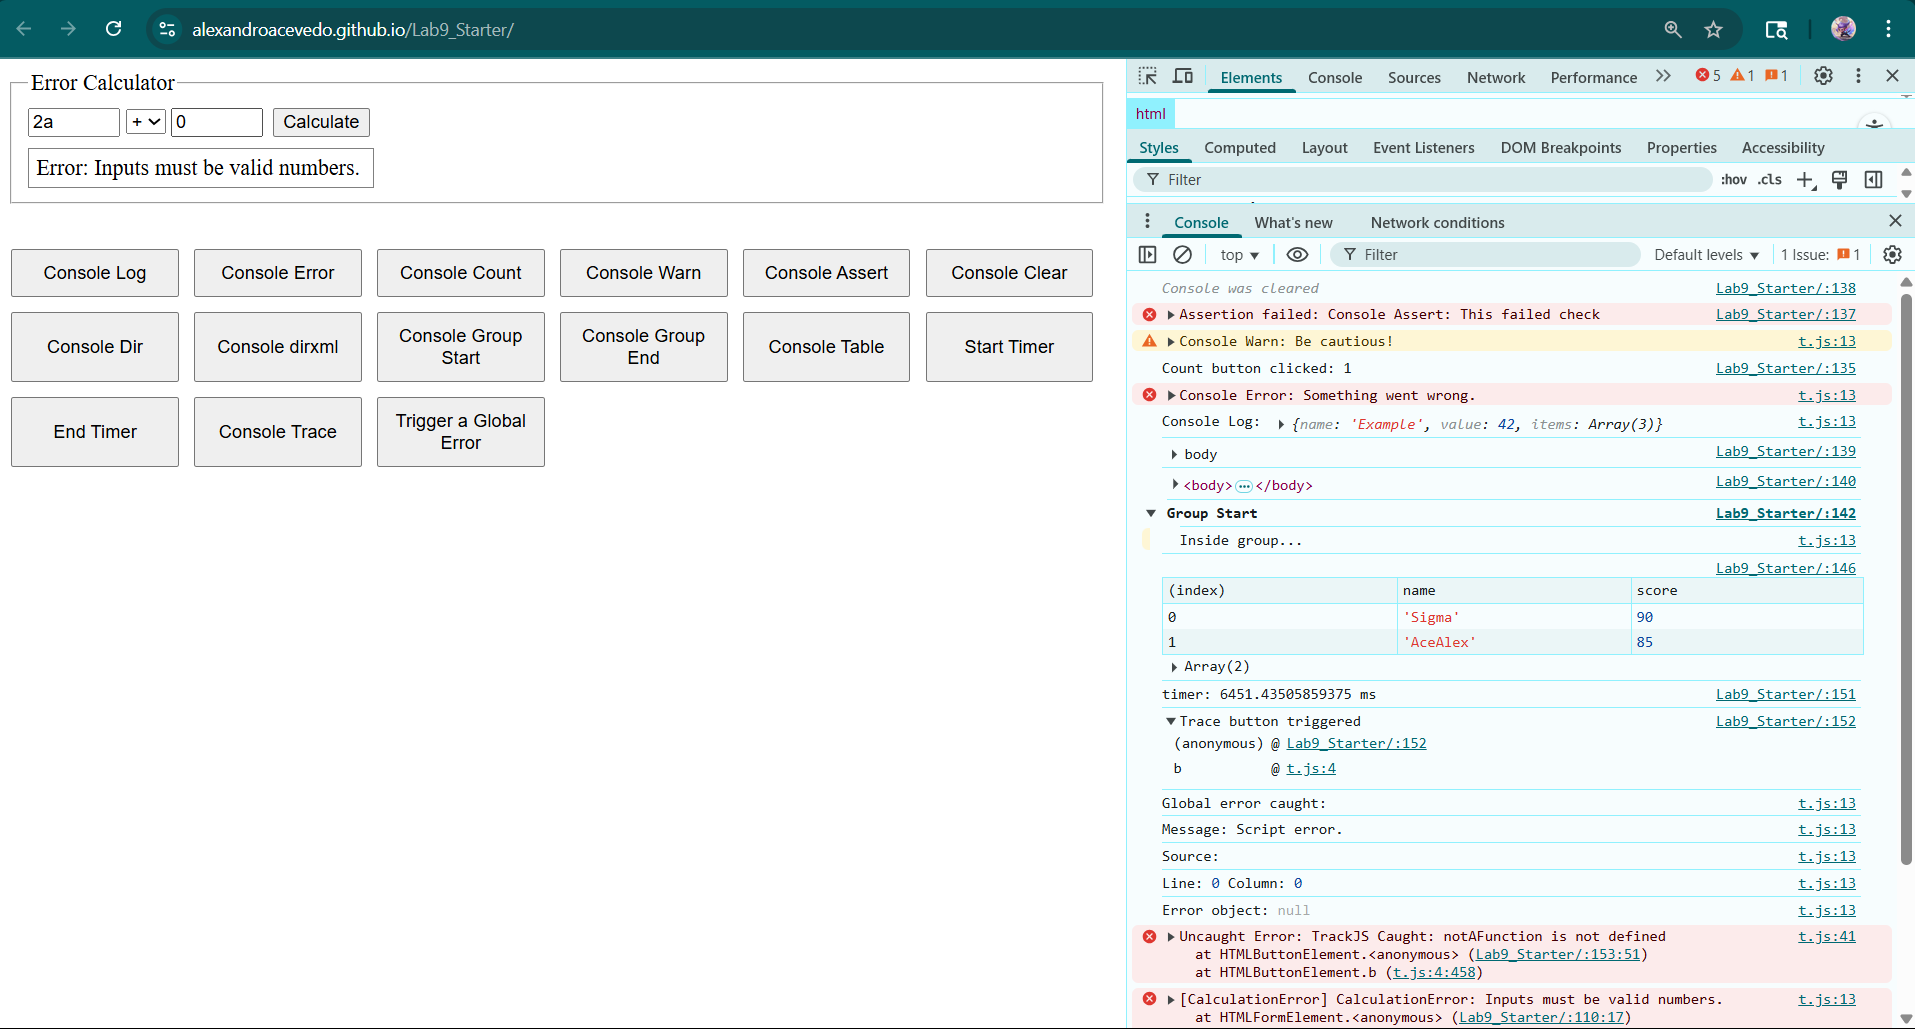 alexandroacevedo.github.io/Lab9_Starter/
Error Calculator
2a + 0 Calculate
Error: Inputs must be valid numbers.
Console Log Console Error Console Count Console Warn Console Assert Console Clear
Console Dir Console dirxml Console Group Start Console Group End Console Table Start Timer
End Timer Console Trace Trigger a Global Error
Elements Console Sources Network Performance 5 1 1
html
Styles Computed Layout Event Listeners DOM Breakpoints Properties Accessibility
Filter :hov .cls
Console What's new Network conditions
top Filter Default levels 1 Issue: 1
Console was cleared Lab9_Starter/:138
Assertion failed: Console Assert: This failed check Lab9_Starter/:137
Console Warn: Be cautious! t.js:13
Count button clicked: 1 Lab9_Starter/:135
Console Error: Something went wrong. t.js:13
Console Log: {name: 'Example', value: 42, items: Array(3)} t.js:13
body Lab9_Starter/:139
<body>…</body> Lab9_Starter/:140
Group Start Lab9_Starter/:142
Inside group... t.js:13
Lab9_Starter/:146
(index) name score
0 'Sigma' 90
1 'AceAlex' 85
Array(2)
timer: 6451.43505859375 ms Lab9_Starter/:151
Trace button triggered Lab9_Starter/:152
(anonymous) @ Lab9_Starter/:152
b @ t.js:4
Global error caught: t.js:13
Message: Script error. t.js:13
Source: t.js:13
Line: 0 Column: 0 t.js:13
Error object: null t.js:13
Uncaught Error: TrackJS Caught: notAFunction is not defined t.js:41
at HTMLButtonElement.<anonymous> (Lab9_Starter/:153:51)
at HTMLButtonElement.b (t.js:4:458)
[CalculationError] CalculationError: Inputs must be valid numbers. t.js:13
at HTMLFormElement.<anonymous> (Lab9_Starter/:110:17)